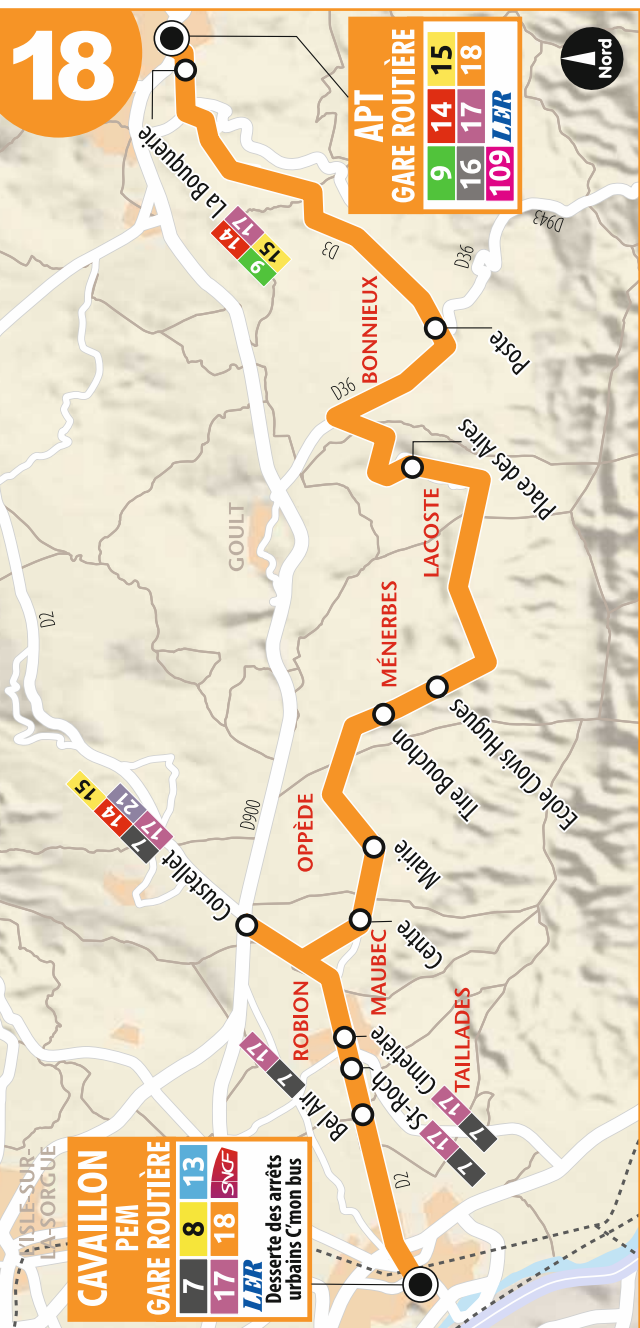 18
APT
GARE ROUTIÈRE
9 14 15
16 17 18
109 LER
Nord
La Bouquerie
9 15
14 17
D3
D943
D36
BONNIEUX
Poste
D36
Place des Aires
LACOSTE
GOULT
MÉNERBES
Ecole Clovis Hugues
Tire Bouchon
D2
D900
OPPÈDE
Mairie
15
14 21
7 17
Coustellet
Centre
MAUBEC
ROBION
TAILLADES
Cimetière
17 7
St-Roch
17 7
Bel Air
17 7
D2
L'ISLE-SUR-
LA-SORGUE
CAVAILLON
PEM
GARE ROUTIÈRE
7 8 13
17 18 SNCF
LER
Desserte des arrêts
urbains C'mon bus